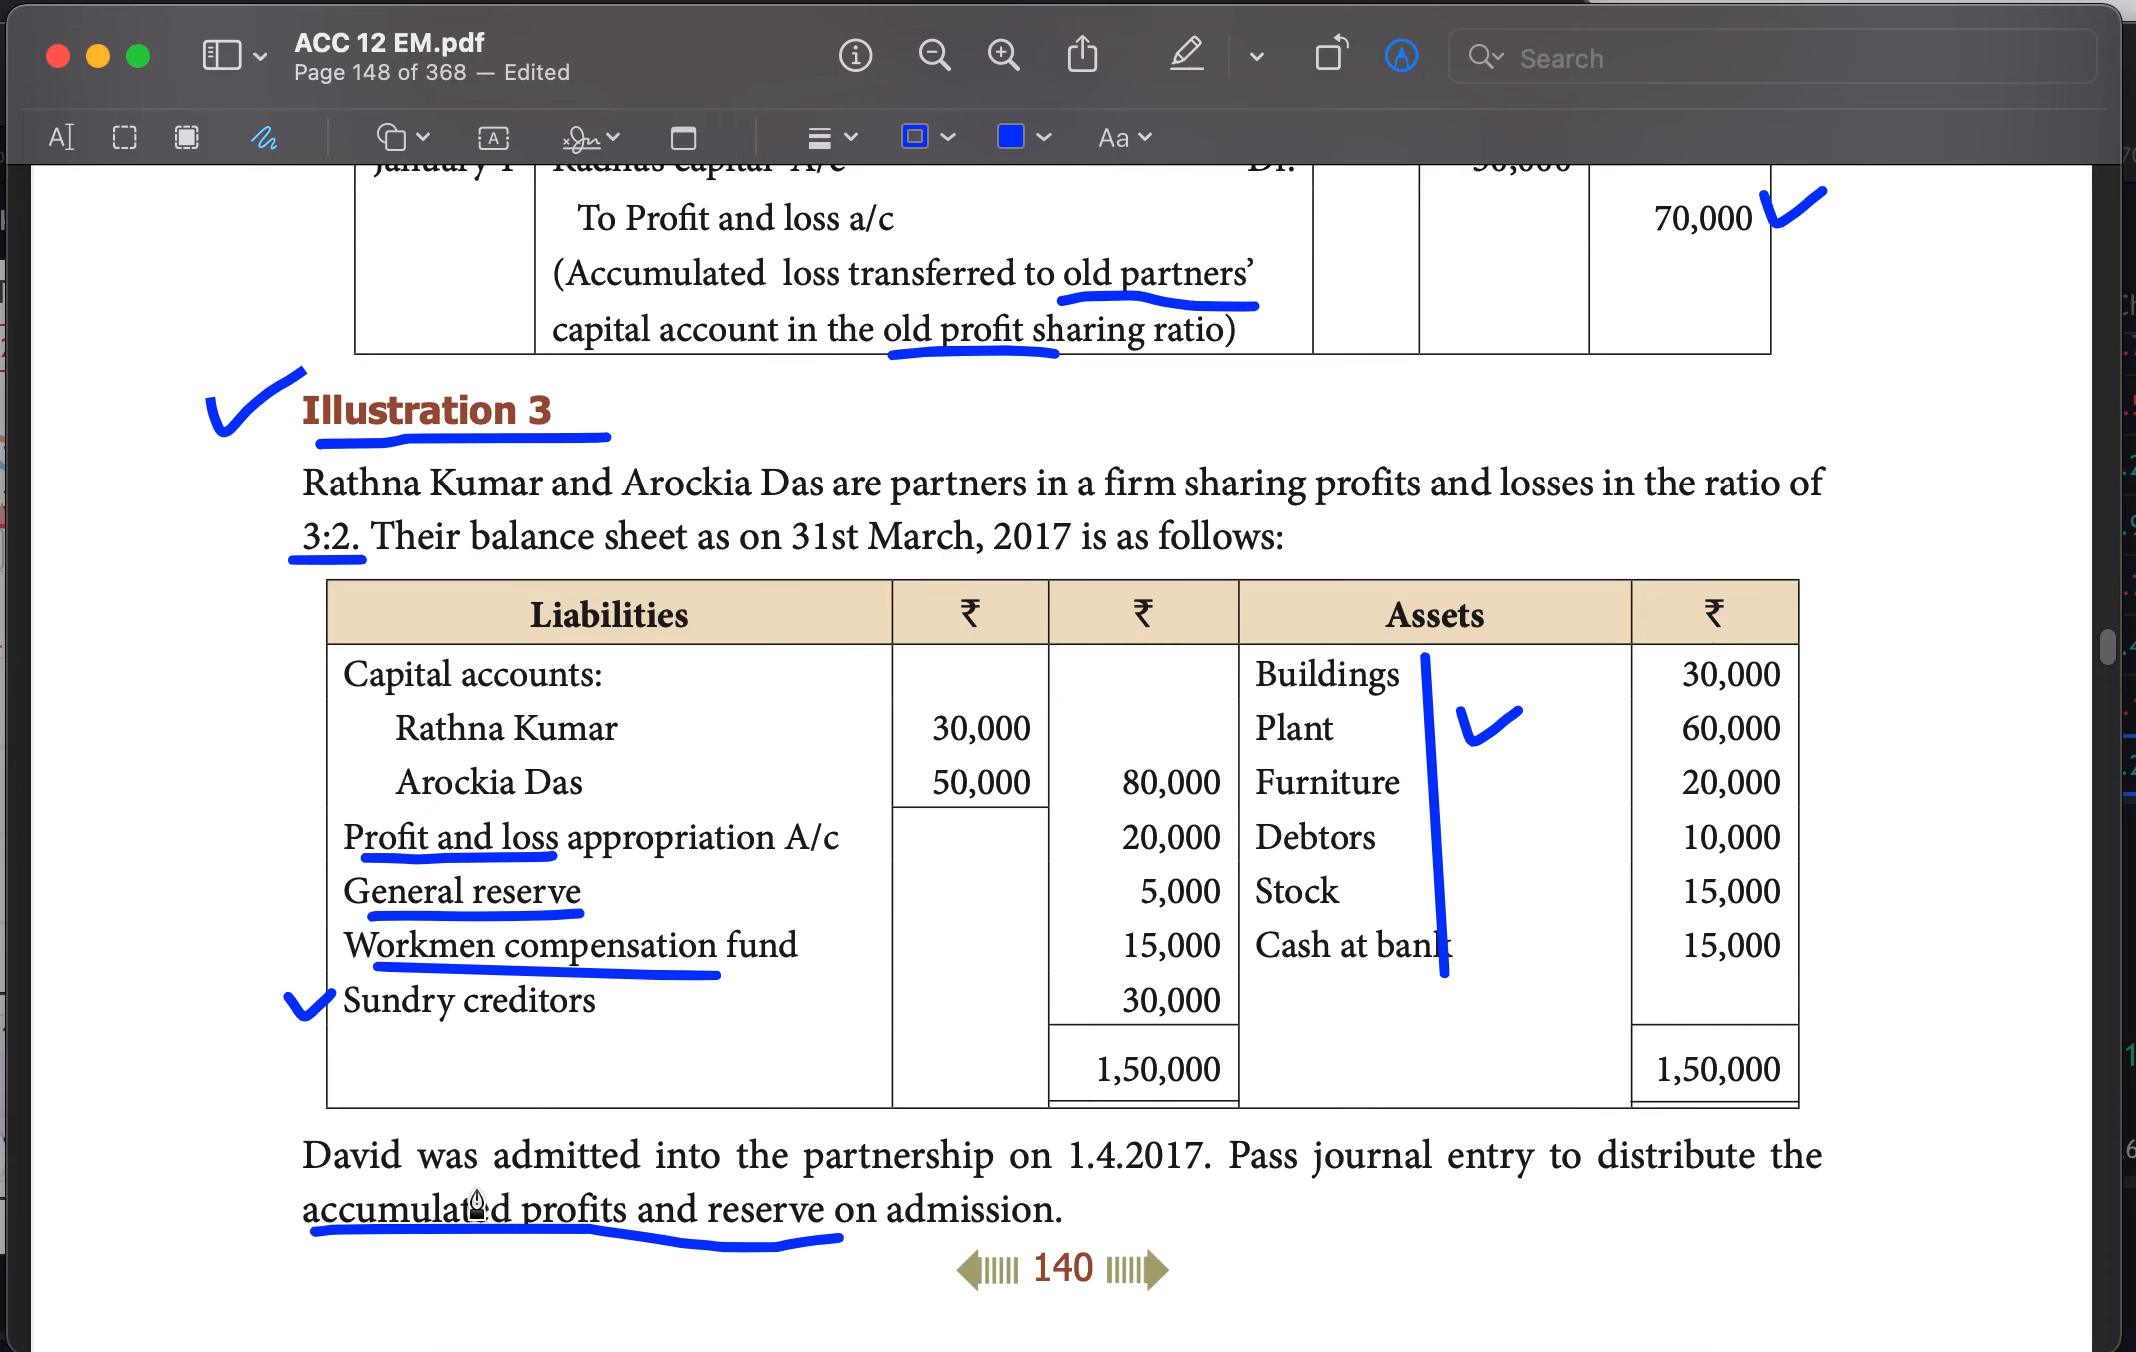 ACC 12 EM.pdf
Page 148 of 368 — Edited
Search
Aa
January 1 Radha's capital A/c Dr. 30,000
To Profit and loss a/c 70,000
(Accumulated loss transferred to old partners’
capital account in the old profit sharing ratio)
Illustration 3
Rathna Kumar and Arockia Das are partners in a firm sharing profits and losses in the ratio of
3:2. Their balance sheet as on 31st March, 2017 is as follows:
Liabilities ₹ ₹ Assets ₹
Capital accounts: Buildings 30,000
Rathna Kumar 30,000 Plant 60,000
Arockia Das 50,000 80,000 Furniture 20,000
Profit and loss appropriation A/c 20,000 Debtors 10,000
General reserve 5,000 Stock 15,000
Workmen compensation fund 15,000 Cash at bank 15,000
Sundry creditors 30,000
1,50,000 1,50,000
David was admitted into the partnership on 1.4.2017. Pass journal entry to distribute the
accumulated profits and reserve on admission.
140